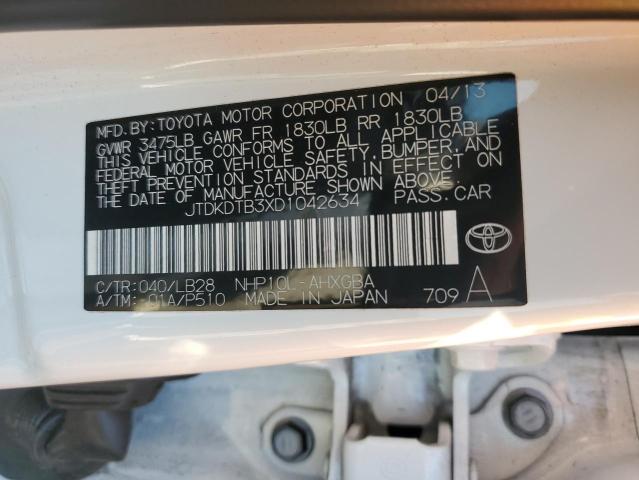 MFD.BY:TOYOTA MOTOR CORPORATION 04/13
GVWR 3475LB GAWR FR 1830LB RR 1830LB
THIS VEHICLE CONFORMS TO ALL APPLICABLE
FEDERAL MOTOR VEHICLE SAFETY,BUMPER,AND
THEFT PREVENTION STANDARDS IN EFFECT ON
THE DATE OF MANUFACTURE SHOWN ABOVE.
JTDKDTB3XD1042634 PASS.CAR
C/TR:040/LB28 NHP10L-AHXGBA
A/TM:-01A/P510 MADE IN JAPAN 709 A